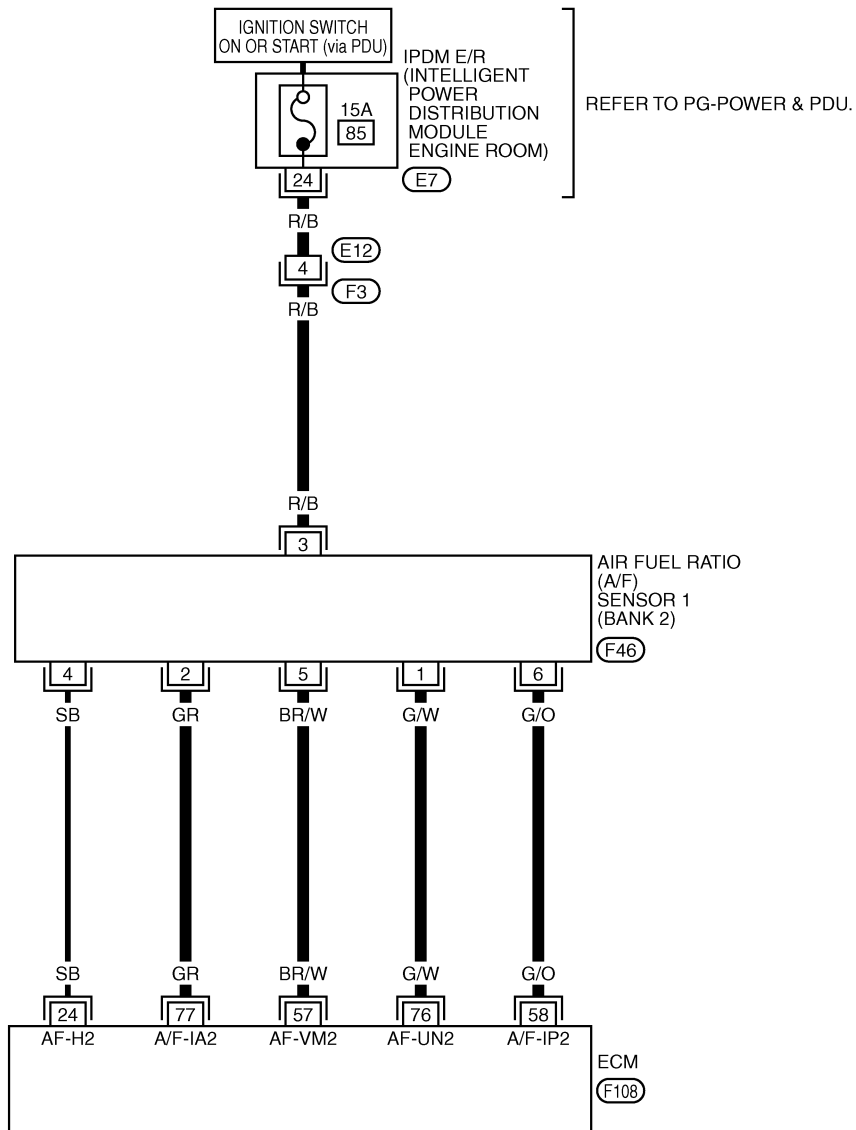 IGNITION SWITCH
ON OR START (via PDU)
IPDM E/R
(INTELLIGENT
POWER
DISTRIBUTION
MODULE
ENGINE ROOM)
REFER TO PG-POWER & PDU.
15A
85
24
E7
R/B
E12
4
F3
R/B
R/B
3
AIR FUEL RATIO
(A/F)
SENSOR 1
(BANK 2)
F46
4 2 5 1 6
SB GR BR/W G/W G/O
SB GR BR/W G/W G/O
24 77 57 76 58
AF-H2 A/F-IA2 AF-VM2 AF-UN2 A/F-IP2
ECM
F108